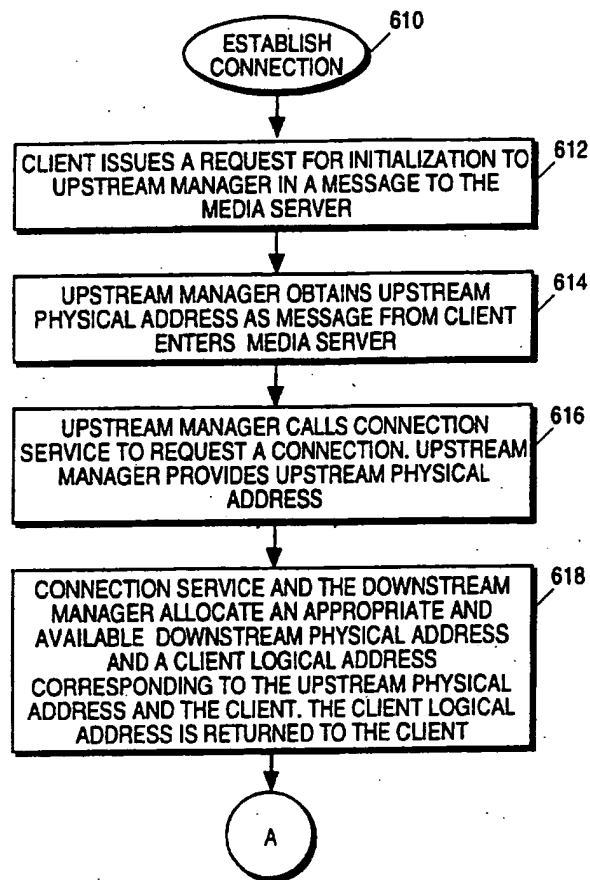 ESTABLISH
CONNECTION
610
CLIENT ISSUES A REQUEST FOR INITIALIZATION TO
UPSTREAM MANAGER IN A MESSAGE TO THE
MEDIA SERVER
612
UPSTREAM MANAGER OBTAINS UPSTREAM
PHYSICAL ADDRESS AS MESSAGE FROM CLIENT
ENTERS MEDIA SERVER
614
UPSTREAM MANAGER CALLS CONNECTION
SERVICE TO REQUEST A CONNECTION. UPSTREAM
MANAGER PROVIDES UPSTREAM PHYSICAL
ADDRESS
616
CONNECTION SERVICE AND THE DOWNSTREAM
MANAGER ALLOCATE AN APPROPRIATE AND
AVAILABLE DOWNSTREAM PHYSICAL ADDRESS
AND A CLIENT LOGICAL ADDRESS
CORRESPONDING TO THE UPSTREAM PHYSICAL
ADDRESS AND THE CLIENT. THE CLIENT LOGICAL
ADDRESS IS RETURNED TO THE CLIENT
618
A